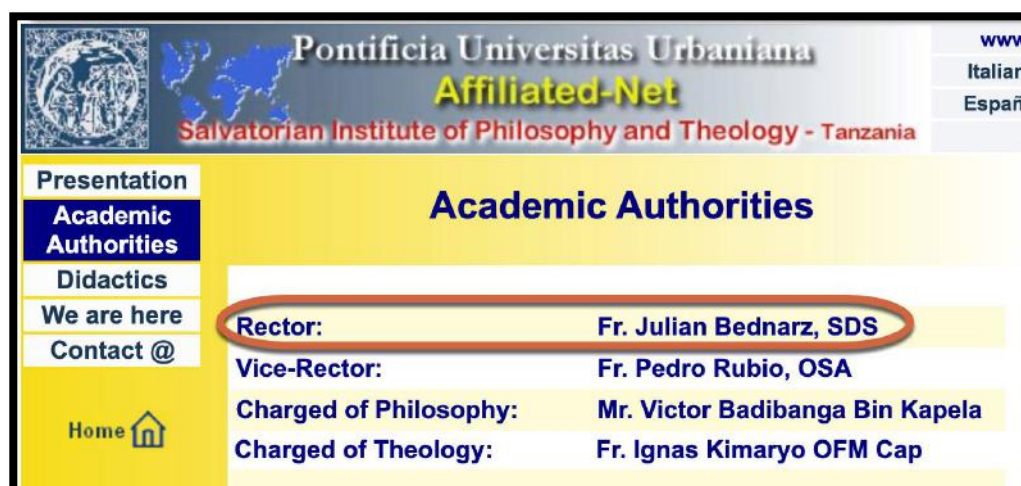 Pontificia Universitas Urbaniana
Affiliated-Net
Salvatorian Institute of Philosophy and Theology - Tanzania
www
Italian
Españ
Presentation
Academic
Authorities
Didactics
We are here
Contact @
Home
Academic Authorities
Rector: Fr. Julian Bednarz, SDS
Vice-Rector: Fr. Pedro Rubio, OSA
Charged of Philosophy: Mr. Victor Badibanga Bin Kapela
Charged of Theology: Fr. Ignas Kimaryo OFM Cap